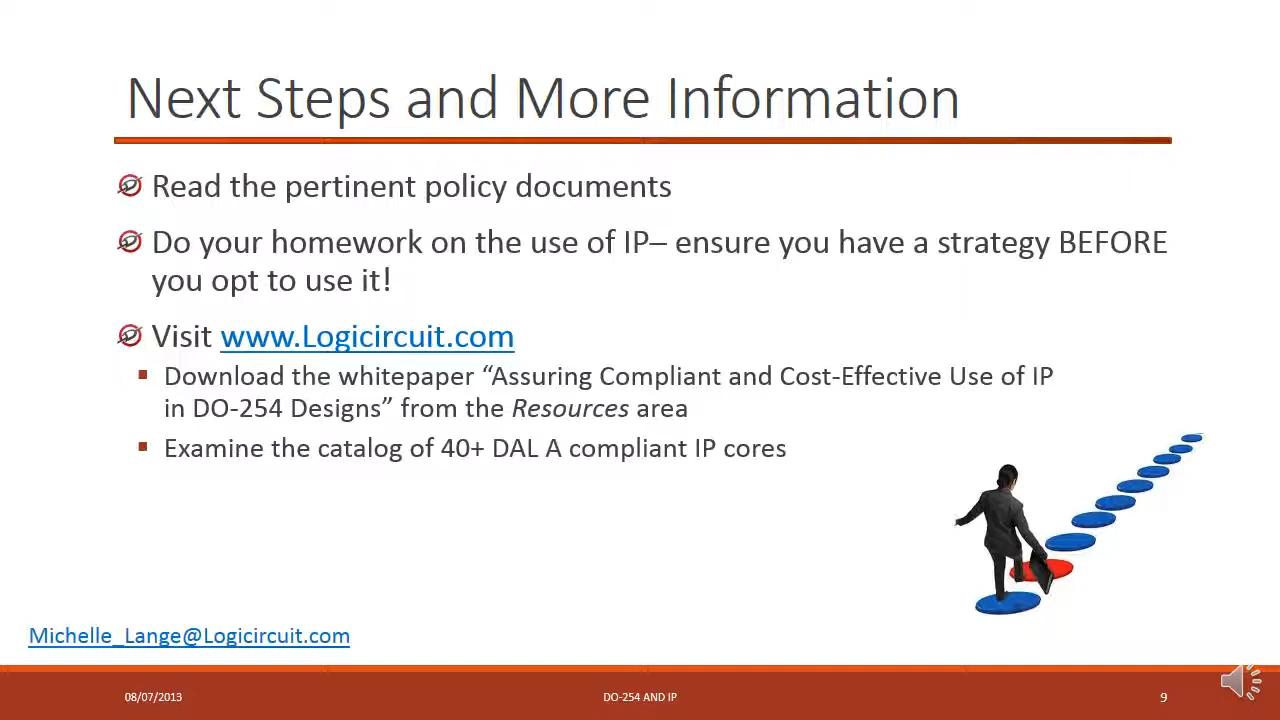 Next Steps and More Information
Read the pertinent policy documents
Do your homework on the use of IP– ensure you have a strategy BEFORE
you opt to use it!
Visit www.Logicircuit.com
Download the whitepaper “Assuring Compliant and Cost-Effective Use of IP
in DO-254 Designs” from the Resources area
Examine the catalog of 40+ DAL A compliant IP cores
Michelle_Lange@Logicircuit.com
08/07/2013
DO-254 AND IP
9